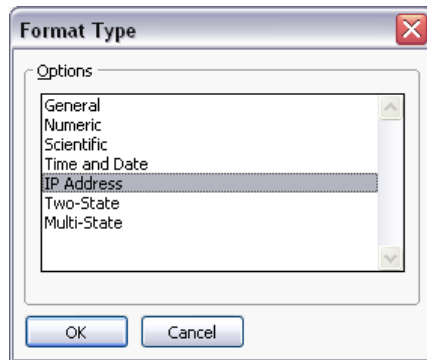 Format Type
Options
General
Numeric
Scientific
Time and Date
IP Address
Two-State
Multi-State
OK
Cancel